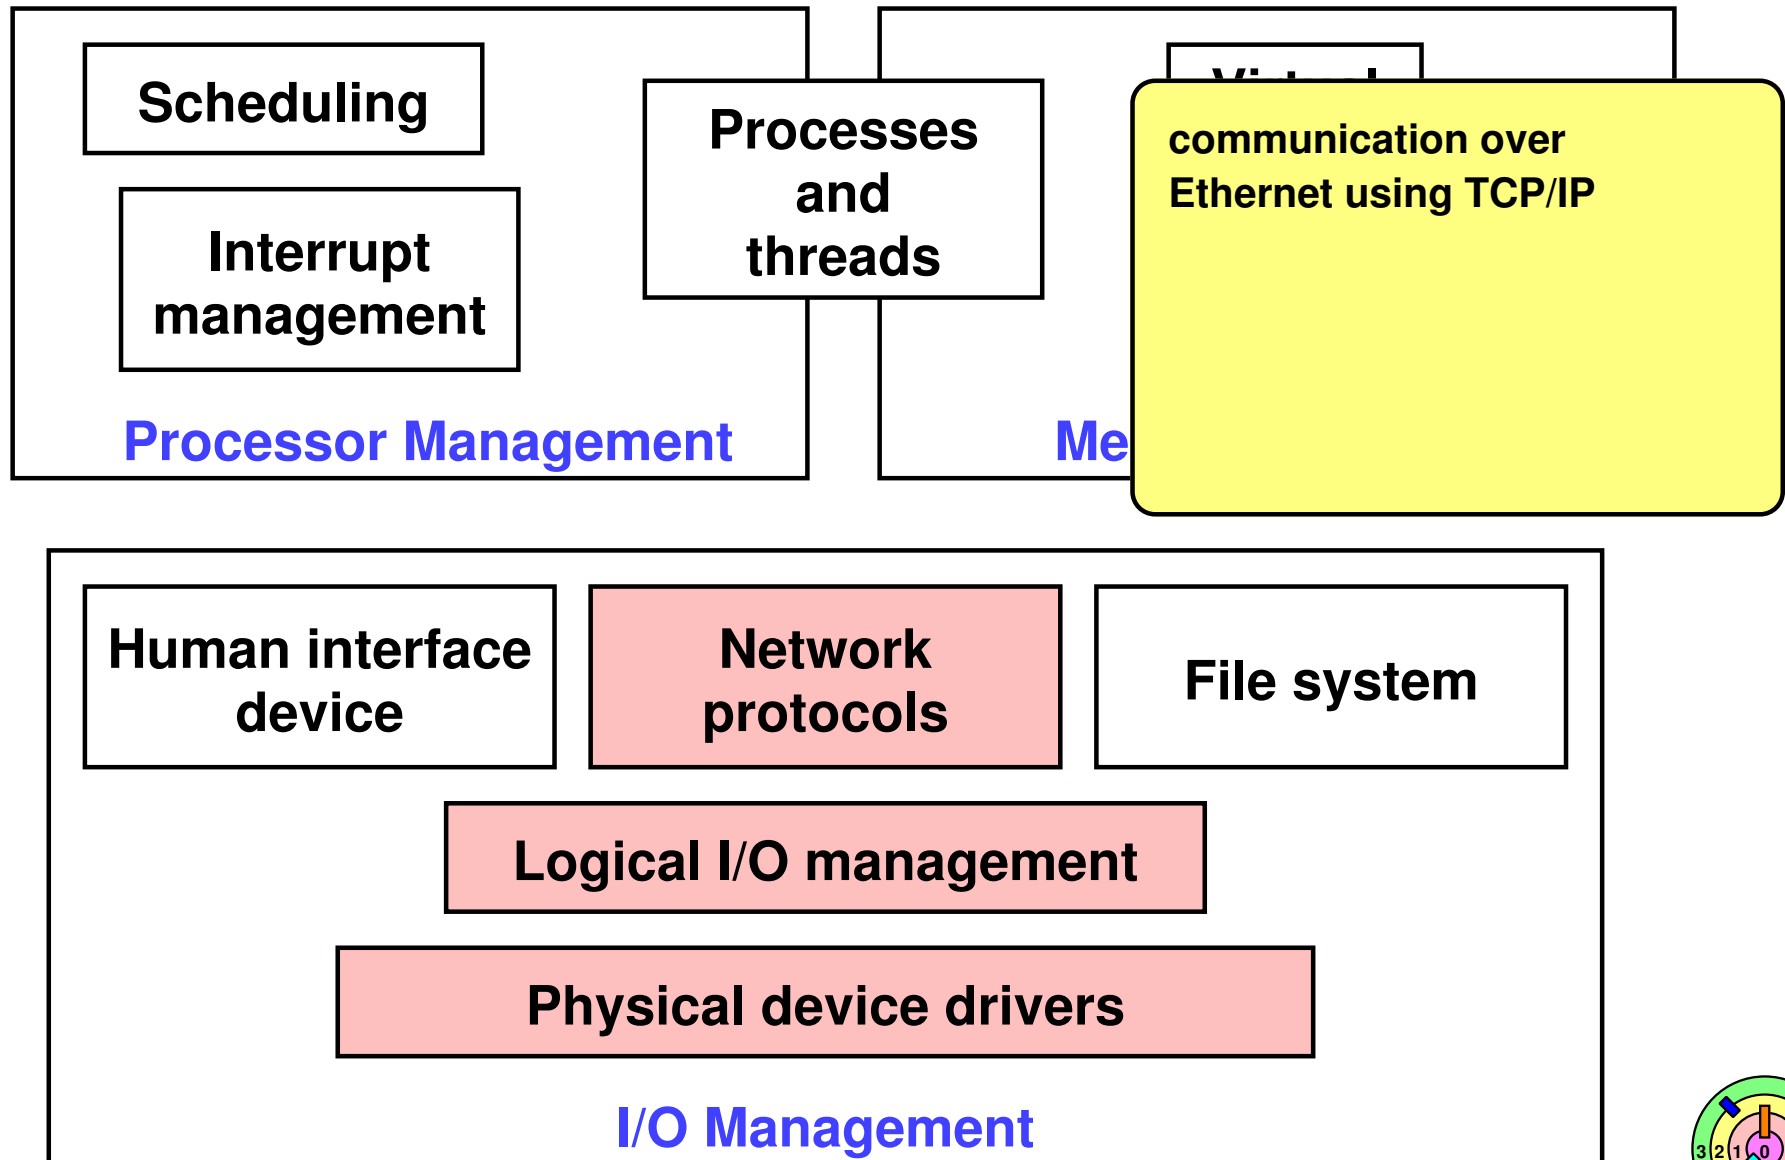 Scheduling
Interrupt
management
Processor Management
Processes
and
threads
Virtual
Me
communication over
Ethernet using TCP/IP
Human interface
device
Network
protocols
File system
Logical I/O management
Physical device drivers
I/O Management
3 2 1 0